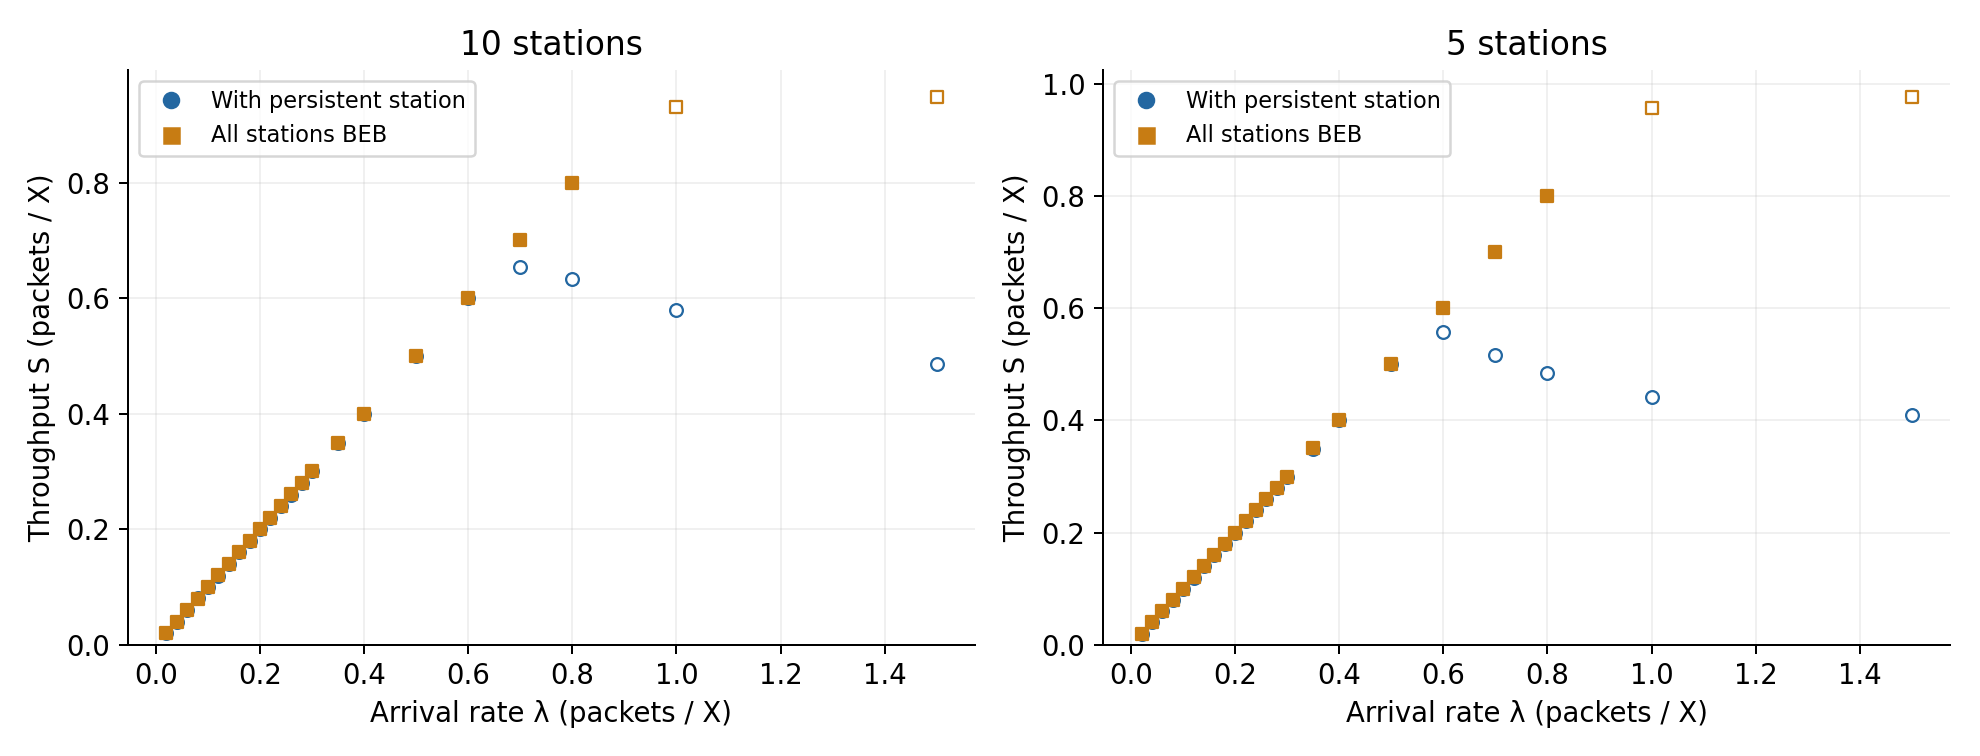 10 stations
With persistent station
All stations BEB
Throughput S (packets / X)
0.8
0.6
0.4
0.2
0.0
0.0 0.2 0.4 0.6 0.8 1.0 1.2 1.4
Arrival rate λ (packets / X)
5 stations
With persistent station
All stations BEB
Throughput S (packets / X)
1.0
0.8
0.6
0.4
0.2
0.0
0.0 0.2 0.4 0.6 0.8 1.0 1.2 1.4
Arrival rate λ (packets / X)